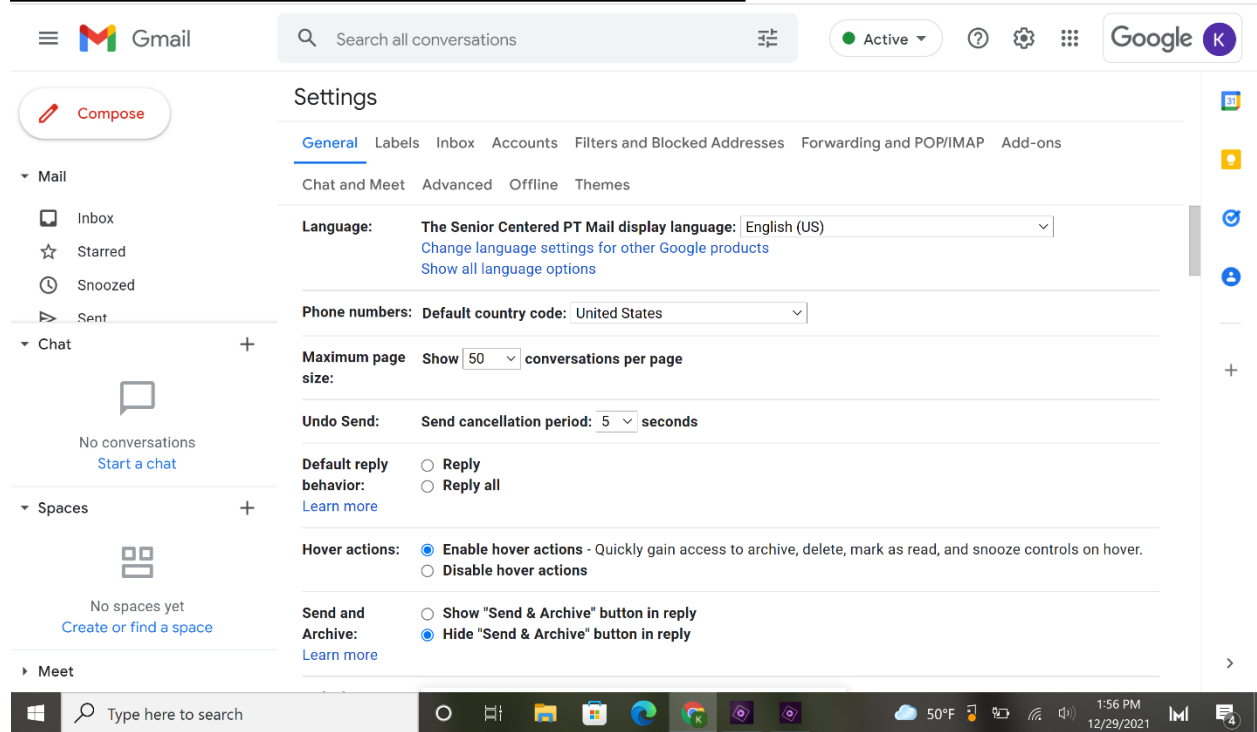 Gmail
Search all conversations
Active
Google
K
Compose
Mail
Inbox
Starred
Snoozed
Sent
Chat
No conversations
Start a chat
Spaces
No spaces yet
Create or find a space
Meet
Settings
General Labels Inbox Accounts Filters and Blocked Addresses Forwarding and POP/IMAP Add-ons
Chat and Meet Advanced Offline Themes
Language: The Senior Centered PT Mail display language: English (US)
Change language settings for other Google products
Show all language options
Phone numbers: Default country code: United States
Maximum page size: Show 50 conversations per page
Undo Send: Send cancellation period: 5 seconds
Default reply behavior:
Learn more
Reply
Reply all
Hover actions: Enable hover actions - Quickly gain access to archive, delete, mark as read, and snooze controls on hover.
Disable hover actions
Send and Archive:
Learn more
Show "Send & Archive" button in reply
Hide "Send & Archive" button in reply
31
Type here to search
K
50°F
1:56 PM
12/29/2021
4